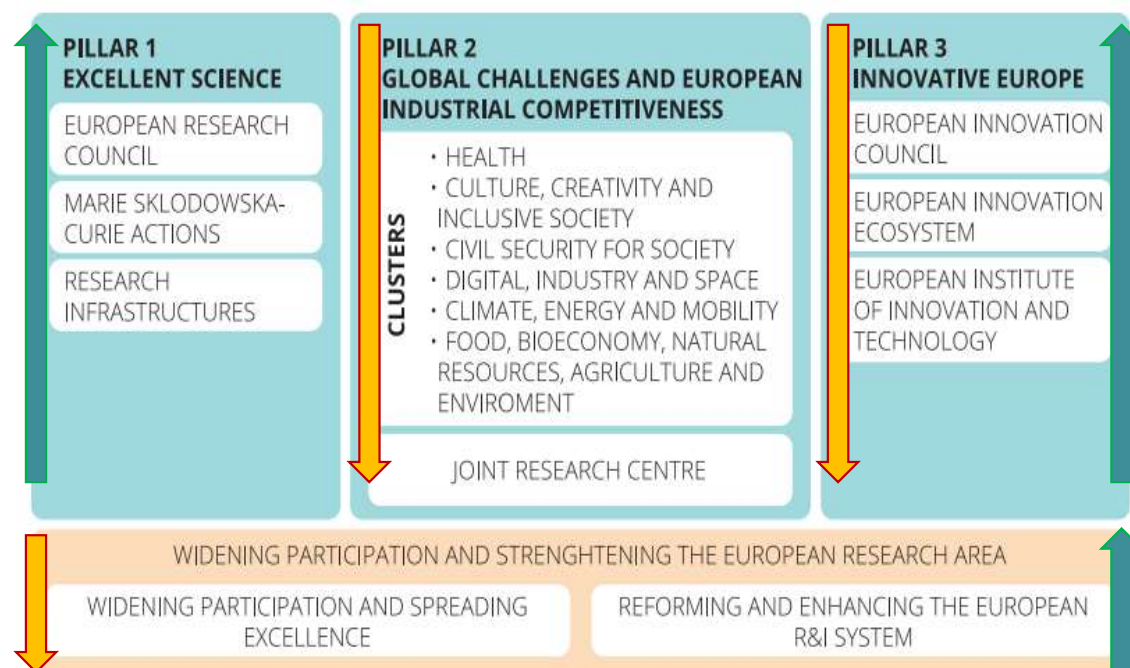 PILLAR 1
EXCELLENT SCIENCE
EUROPEAN RESEARCH
COUNCIL
MARIE SKLODOWSKA-
CURIE ACTIONS
RESEARCH
INFRASTRUCTURES
PILLAR 2
GLOBAL CHALLENGES AND EUROPEAN
INDUSTRIAL COMPETITIVENESS
CLUSTERS
• HEALTH
• CULTURE, CREATIVITY AND
INCLUSIVE SOCIETY
• CIVIL SECURITY FOR SOCIETY
• DIGITAL, INDUSTRY AND SPACE
• CLIMATE, ENERGY AND MOBILITY
• FOOD, BIOECONOMY, NATURAL
RESOURCES, AGRICULTURE AND
ENVIROMENT
JOINT RESEARCH CENTRE
PILLAR 3
INNOVATIVE EUROPE
EUROPEAN INNOVATION
COUNCIL
EUROPEAN INNOVATION
ECOSYSTEM
EUROPEAN INSTITUTE
OF INNOVATION AND
TECHNOLOGY
WIDENING PARTICIPATION AND STRENGHTENING THE EUROPEAN RESEARCH AREA
WIDENING PARTICIPATION AND SPREADING
EXCELLENCE
REFORMING AND ENHANCING THE EUROPEAN
R&I SYSTEM